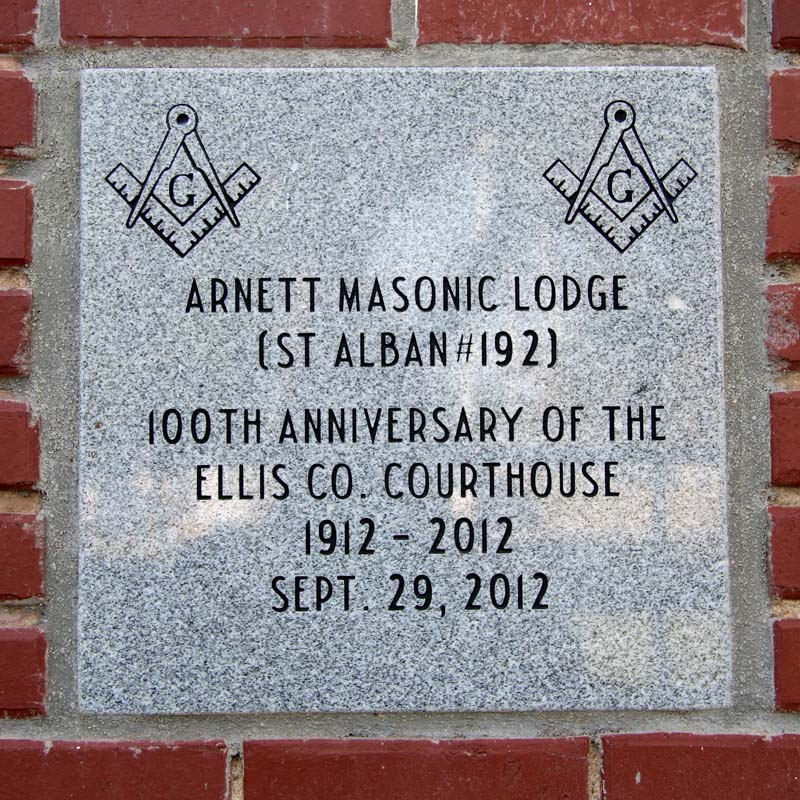 G G
ARNETT MASONIC LODGE
(ST ALBAN#192)
100TH ANNIVERSARY OF THE
ELLIS CO. COURTHOUSE
1912 - 2012
SEPT. 29, 2012